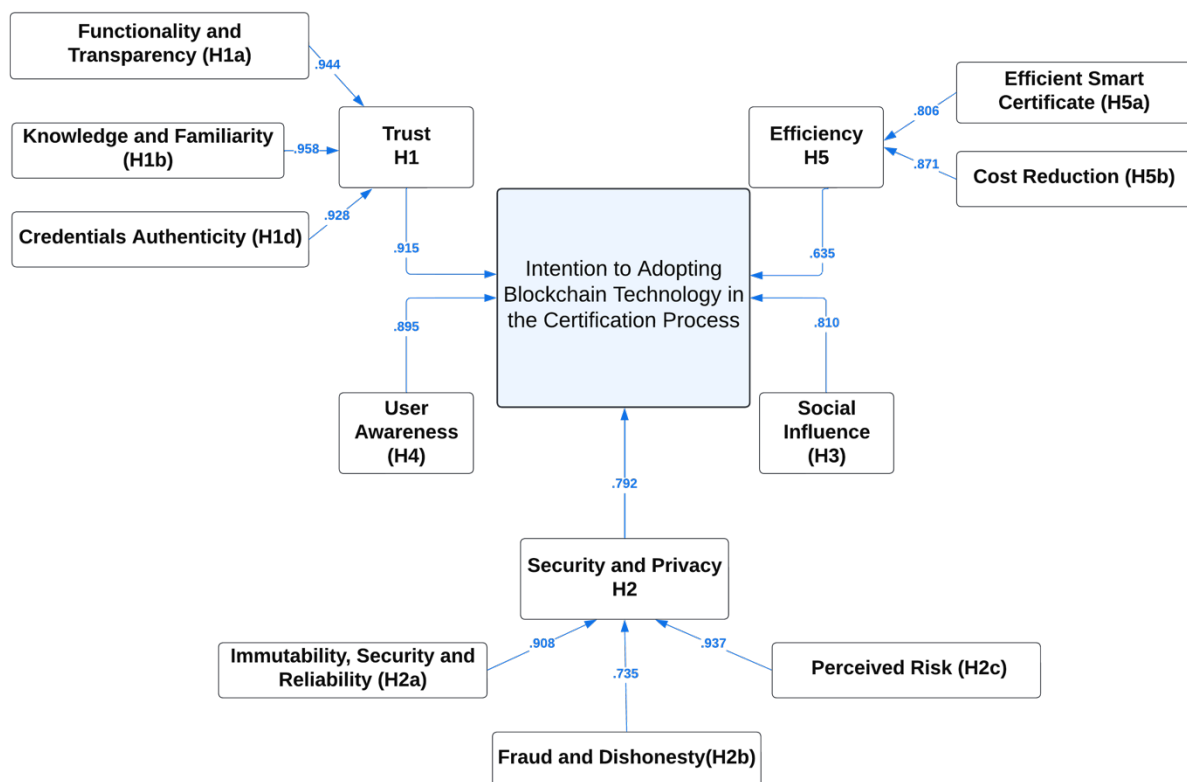 Functionality and
Transparency (H1a)
.944
Knowledge and Familiarity
(H1b)
.958
Credentials Authenticity (H1d)
.928
Trust
H1
.915
Efficiency
H5
.635
Efficient Smart
Certificate (H5a)
.806
Cost Reduction (H5b)
.871
Intention to Adopting
Blockchain Technology in
the Certification Process
.895
User
Awareness
(H4)
.810
Social
Influence
(H3)
.792
Security and Privacy
H2
.908
Immutability, Security and
Reliability (H2a)
.735
Fraud and Dishonesty(H2b)
.937
Perceived Risk (H2c)